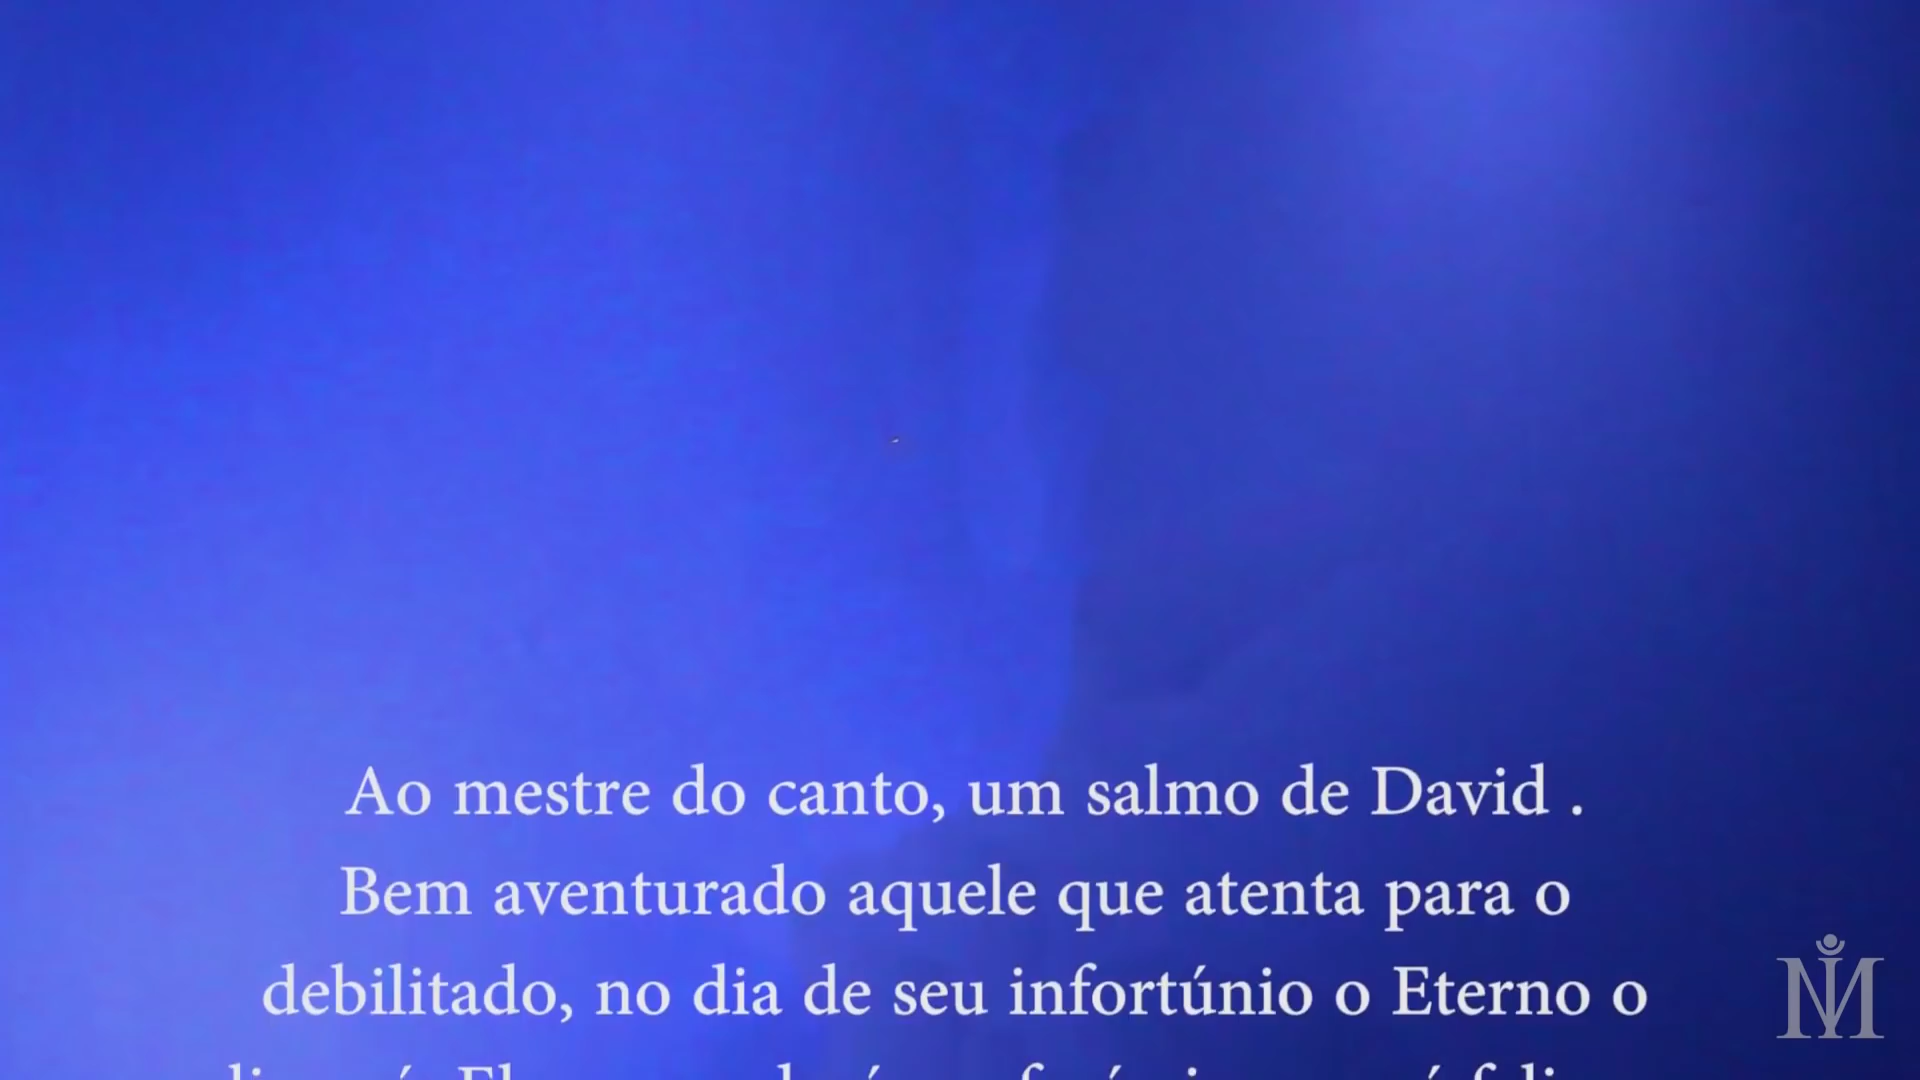 Ao mestre do canto, um salmo de David .
Bem aventurado aquele que atenta para o
debilitado, no dia de seu infortúnio o Eterno o